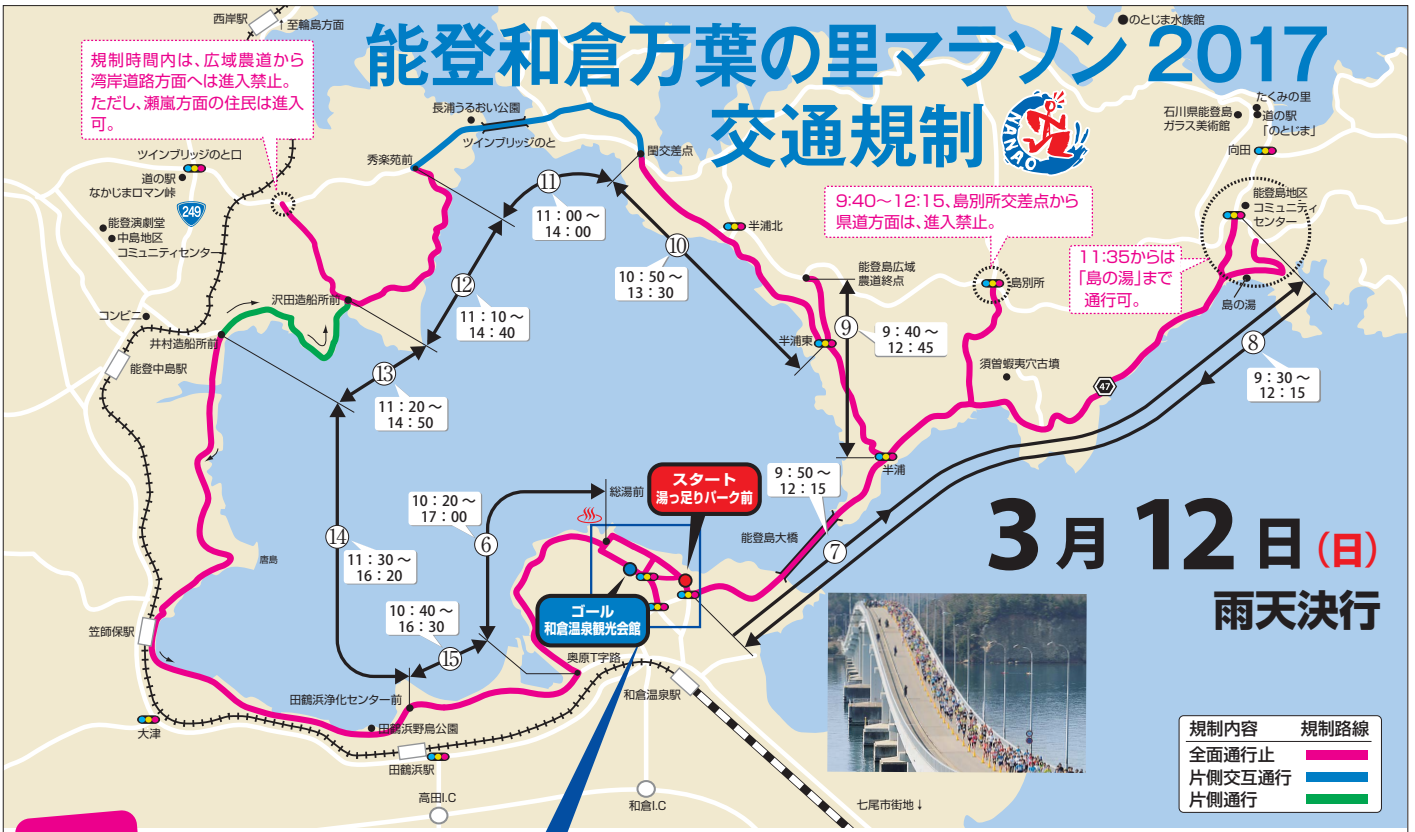 西岸駅
↑至輪島方面
能登和倉万葉の里マラソン 2017
交通規制
NANAO
規制時間内は、広域農道から
湾岸道路方面へは進入禁止。
ただし、瀬嵐方面の住民は進入
可。
●のとじま水族館
たくみの里
道の駅
「のとじま」
石川県能登島
ガラス美術館
向田
長浦うるおい公園
ツインブリッジのと
秀楽苑前
閨交差点
ツインブリッジのと口
道の駅
なかじまロマン峠
249
能登演劇堂
中島地区
コミュニティセンター
⑪
11：00～
14：00
半浦北
9:40～12:15、島別所交差点から
県道方面は、進入禁止。
能登島地区
コミュニティ
センター
11:35からは
「島の湯」まで
通行可。
島の湯
⑩
10：50～
13：30
能登島広域
農道終点
島別所
⑫
11：10～
14：40
沢田造船所前
コンビニ
井村造船所前
能登中島駅
⑨
9：40～
12：45
半浦東
須曽蝦夷穴古墳
47
⑧
9：30～
12：15
⑬
11：20～
14：50
半浦
スタート
湯っ足りパーク前
9：50～
12：15
総湯前
10：20～
17：00
⑥
能登島大橋
⑦
⑭
11：30～
16：20
唐島
3月12日(日)
雨天決行
ゴール
和倉温泉観光会館
10：40～
16：30
⑮
笠師保駅
奥原T字路
和倉温泉駅
田鶴浜浄化センター前
田鶴浜野鳥公園
大津
田鶴浜駅
高田I.C
和倉I.C
七尾市街地↓
規制内容 規制路線
全面通行止
片側交互通行
片側通行